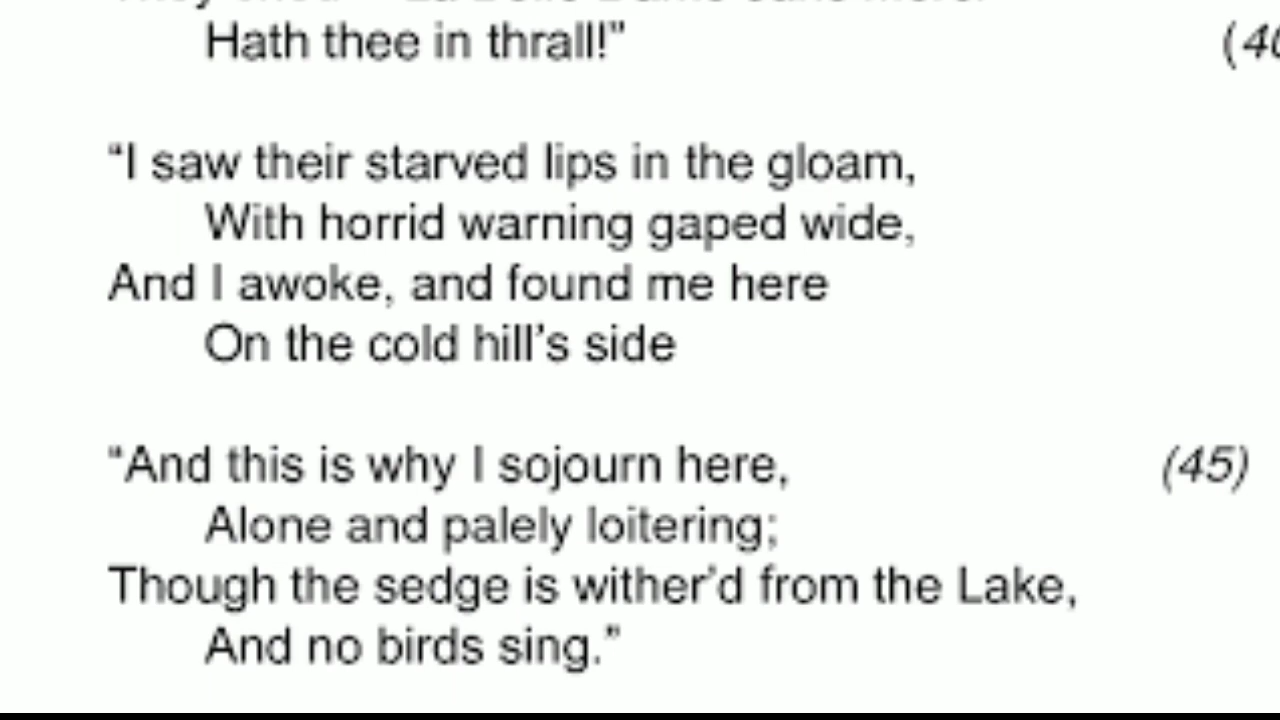 Hath thee in thrall!”
“I saw their starved lips in the gloam,
With horrid warning gaped wide,
And I awoke, and found me here
On the cold hill’s side
“And this is why I sojourn here, (45)
Alone and palely loitering;
Though the sedge is wither’d from the Lake,
And no birds sing.”